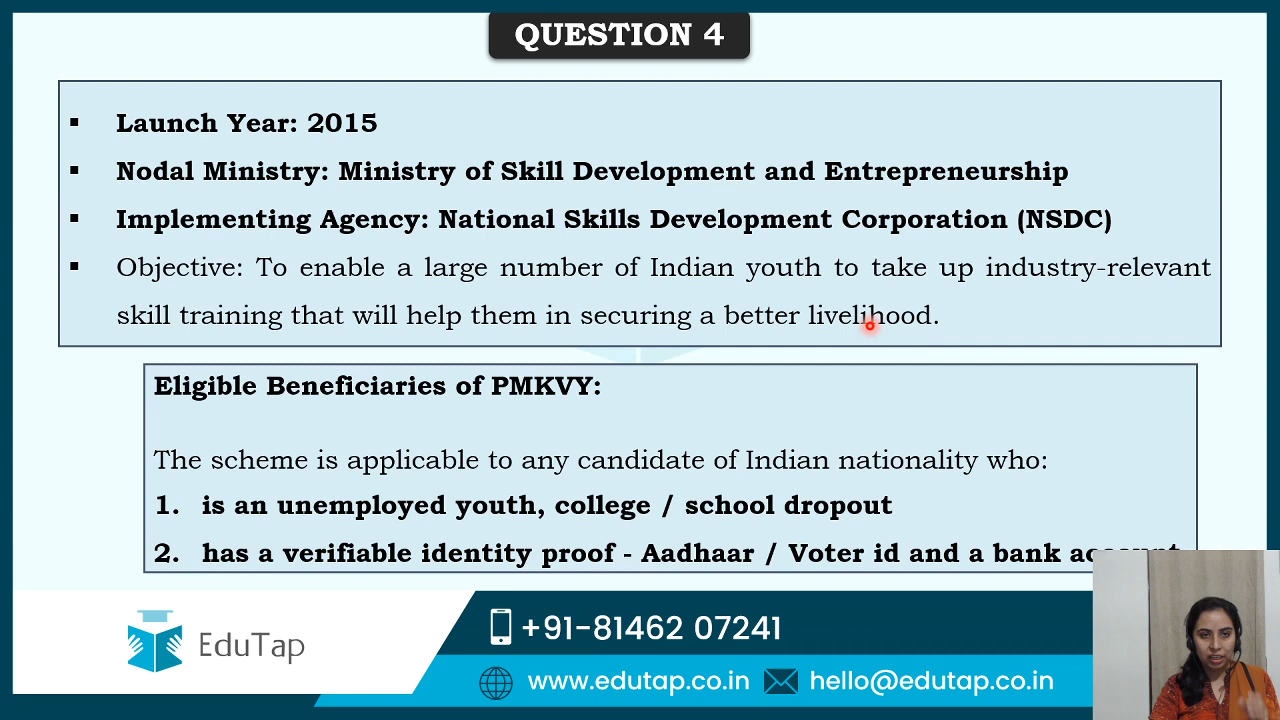 QUESTION 4
▪ Launch Year: 2015
▪ Nodal Ministry: Ministry of Skill Development and Entrepreneurship
▪ Implementing Agency: National Skills Development Corporation (NSDC)
▪ Objective: To enable a large number of Indian youth to take up industry-relevant
skill training that will help them in securing a better livelihood.
Eligible Beneficiaries of PMKVY:
The scheme is applicable to any candidate of Indian nationality who:
1. is an unemployed youth, college / school dropout
2. has a verifiable identity proof - Aadhaar / Voter id and a bank account
EduTap
+91-81462 07241
www.edutap.co.in
hello@edutap.co.in